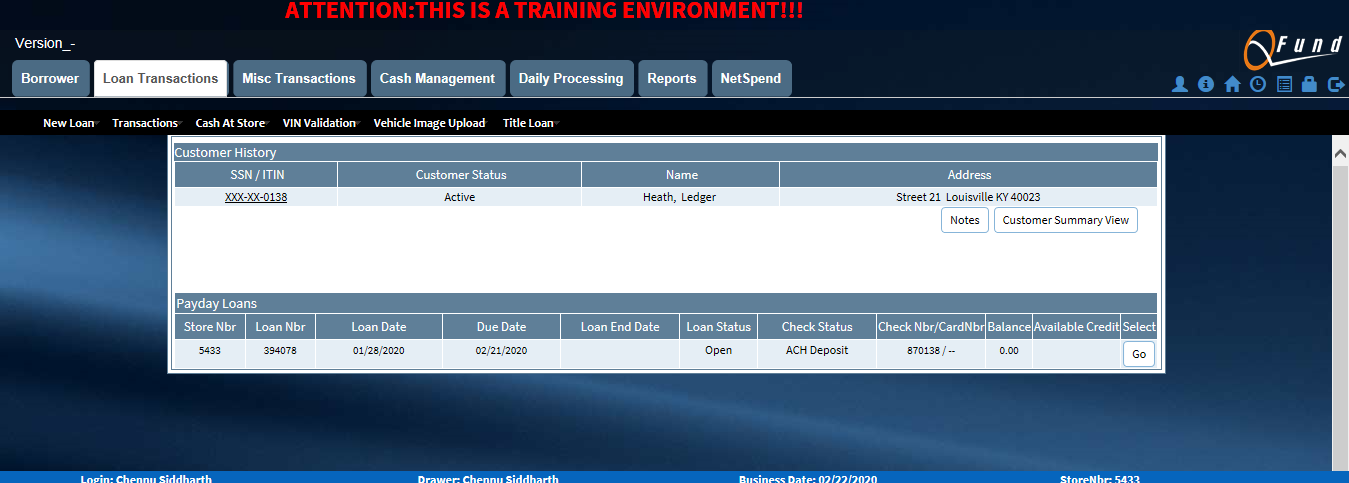 ATTENTION:THIS IS A TRAINING ENVIRONMENT!!!
Version_-
QFund
Borrower Loan Transactions Misc Transactions Cash Management Daily Processing Reports NetSpend
New Loan Transactions Cash At Store VIN Validation Vehicle Image Upload Title Loan
Customer History
SSN / ITIN Customer Status Name Address
XXX-XX-0138 Active Heath, Ledger Street 21 Louisville KY 40023
Notes Customer Summary View
Payday Loans
Store Nbr Loan Nbr Loan Date Due Date Loan End Date Loan Status Check Status Check Nbr/CardNbr Balance Available Credit Select
5433 394078 01/28/2020 02/21/2020 Open ACH Deposit 870138 / -- 0.00 Go
Login: Chennu Siddharth Drawer: Chennu Siddharth Business Date: 02/22/2020 StoreNbr: 5433